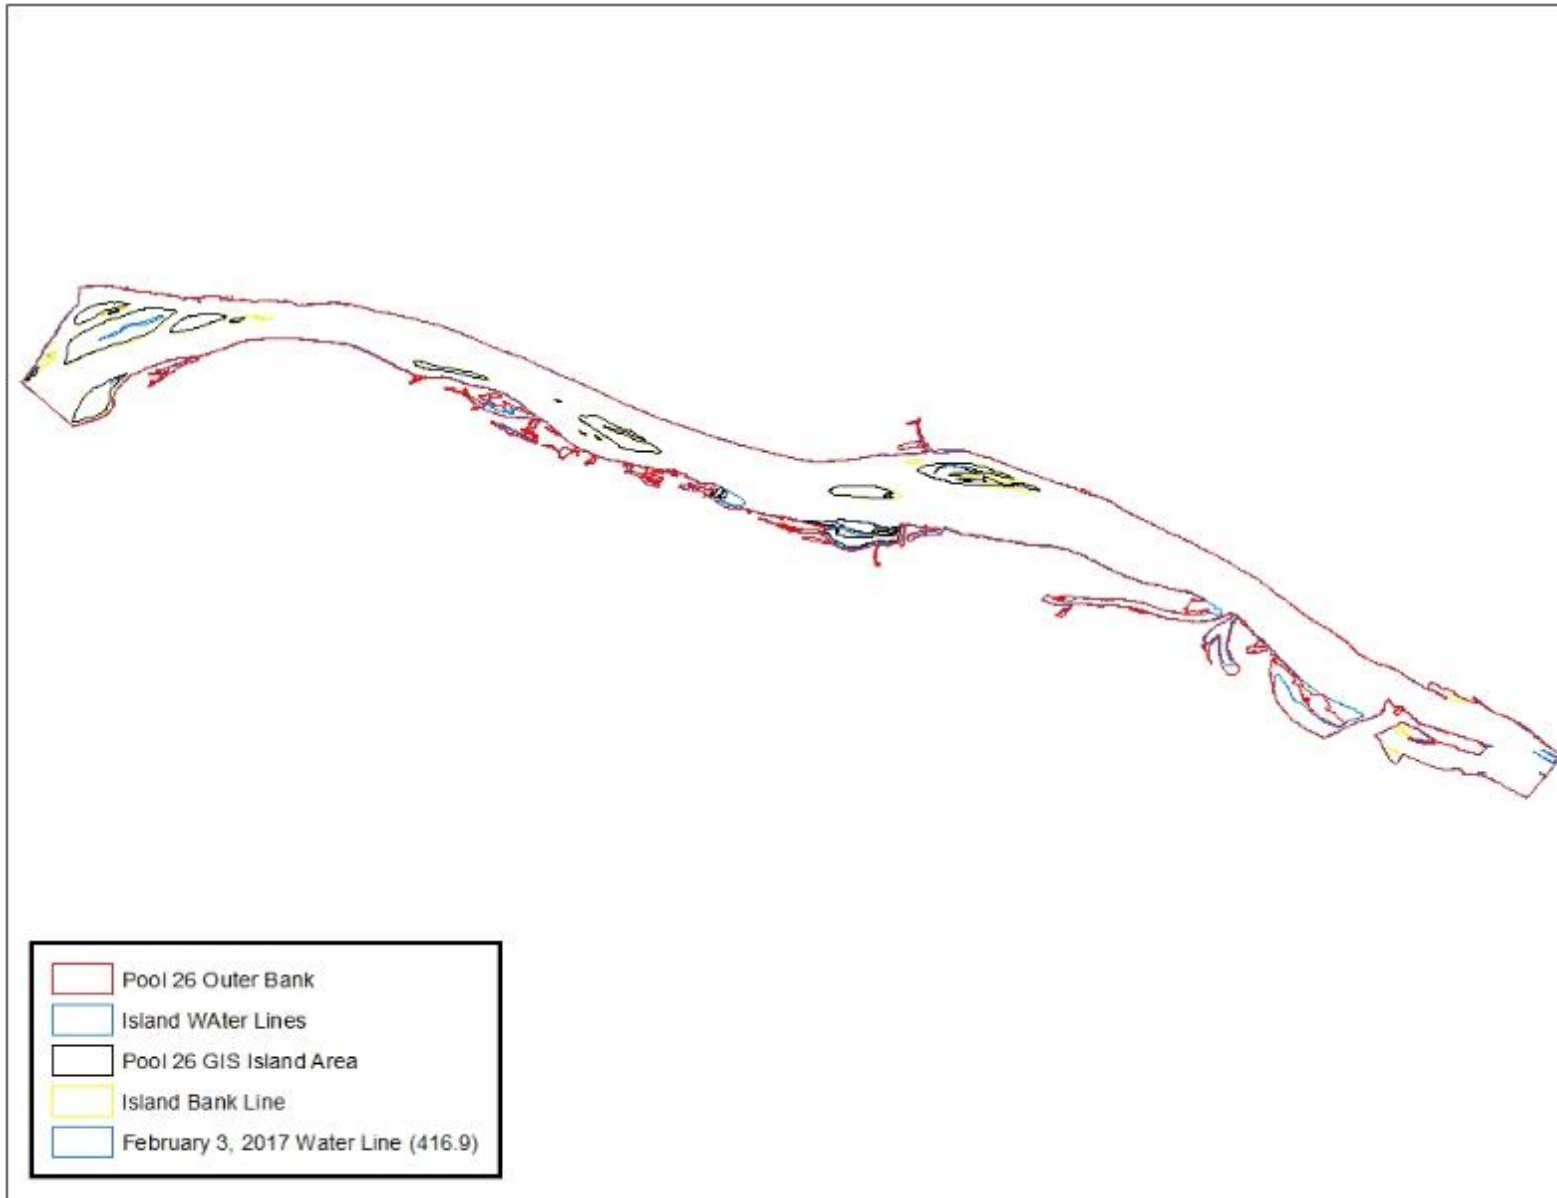 Pool 26 Outer Bank
Island WAter Lines
Pool 26 GIS Island Area
Island Bank Line
February 3, 2017 Water Line (416.9)